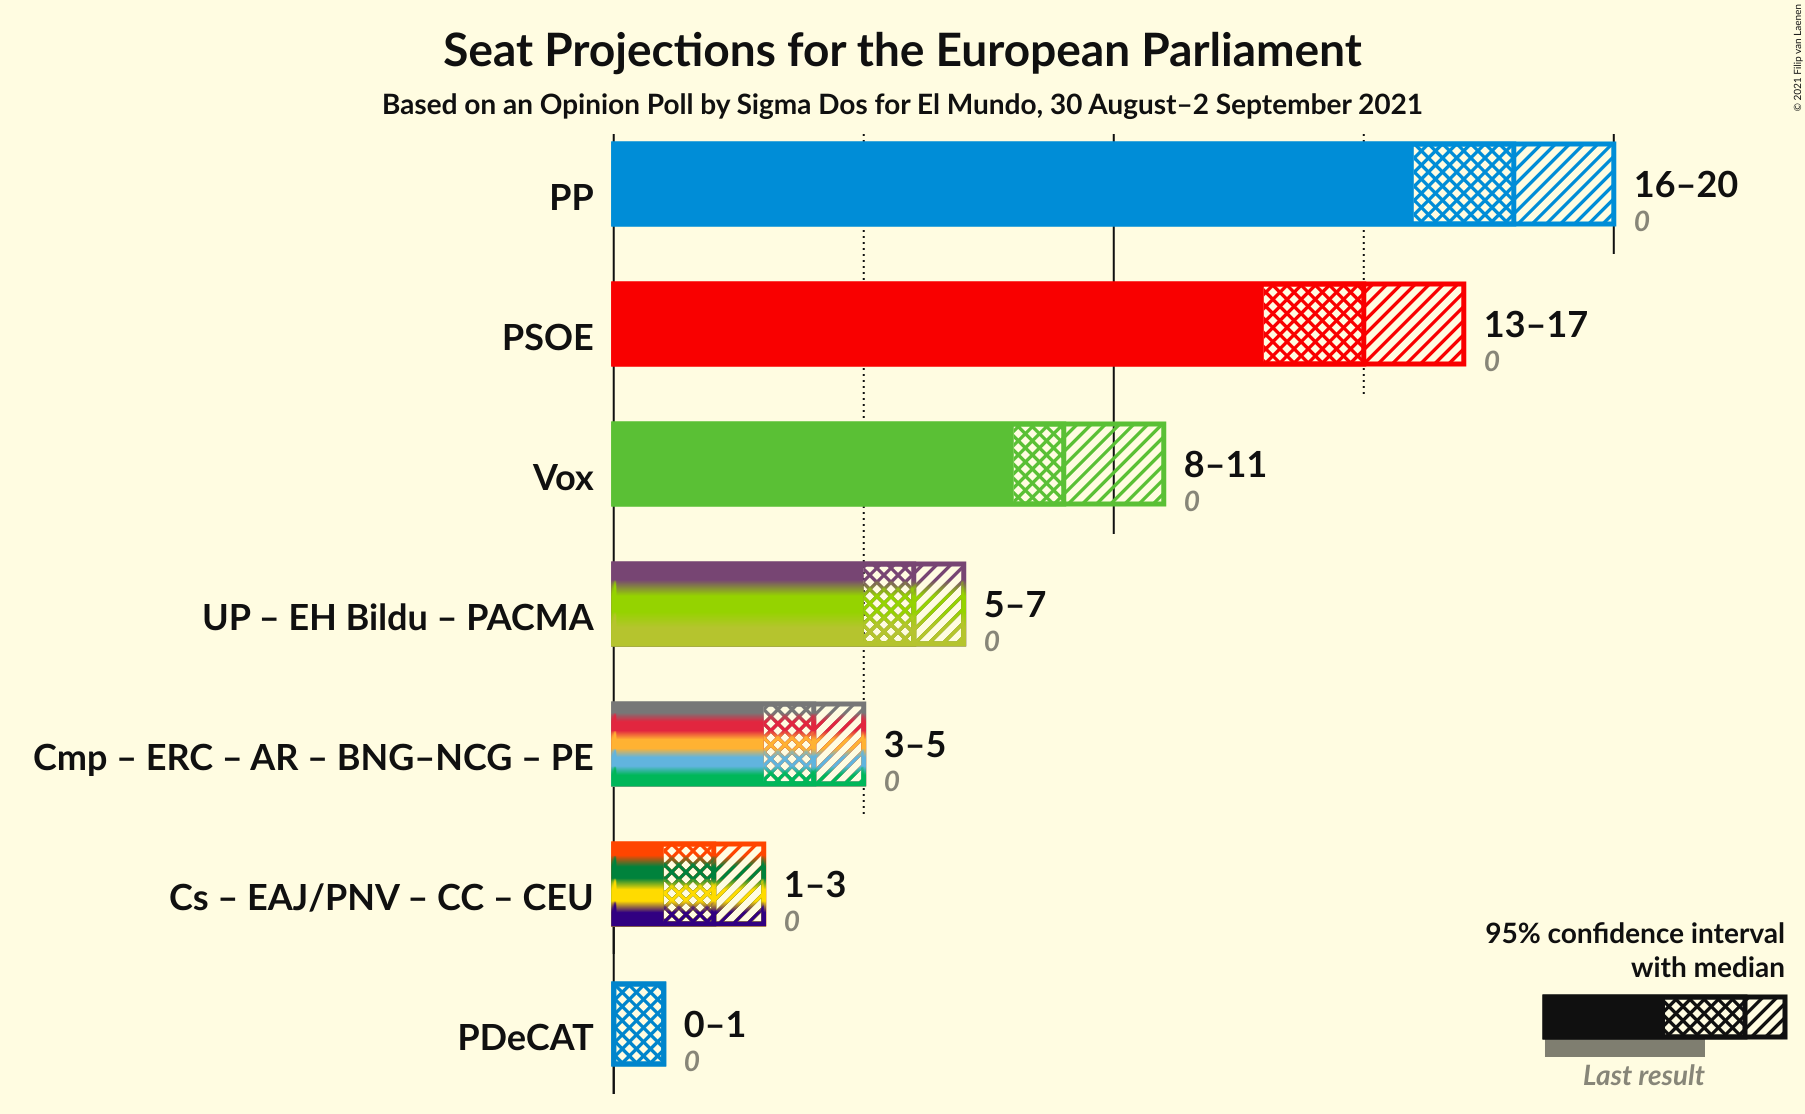 Seat Projections for the European Parliament
Based on an Opinion Poll by Sigma Dos for El Mundo, 30 August–2 September 2021
© 2021 Filip van Laenen
PP
16–20
0
PSOE
13–17
0
Vox
8–11
0
UP – EH Bildu – PACMA
5–7
0
Cmp – ERC – AR – BNG–NCG – PE
3–5
0
Cs – EAJ/PNV – CC – CEU
1–3
0
PDeCAT
0–1
0
95% confidence interval
with median
Last result